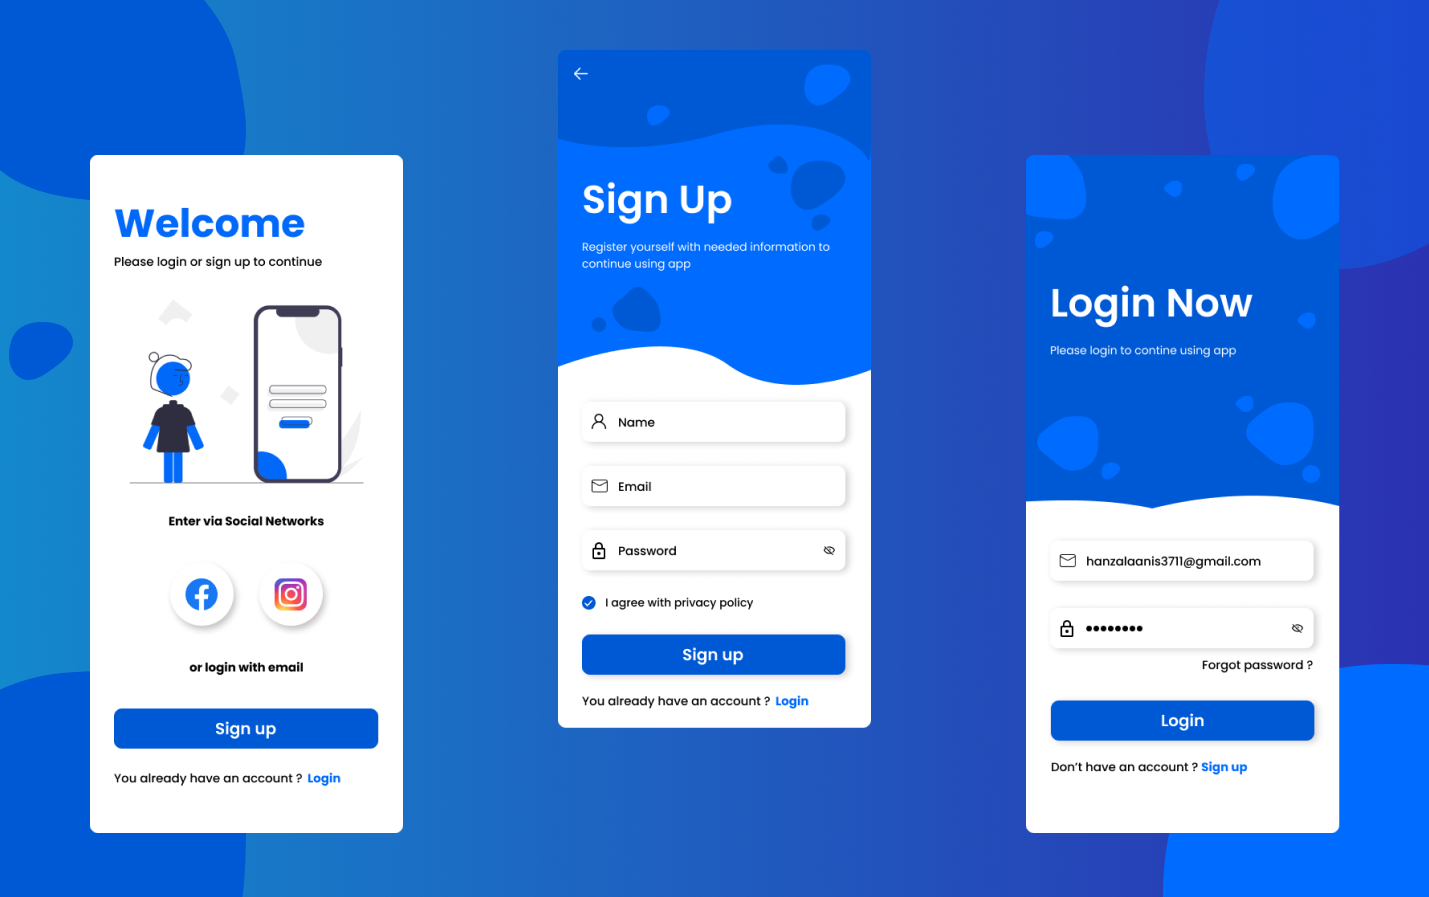 Welcome
Please login or sign up to continue
Enter via Social Networks
or login with email
Sign up
You already have an account ? Login
Sign Up
Register yourself with needed information to
continue using app
Name
Email
Password
I agree with privacy policy
Sign up
You already have an account ? Login
Login Now
Please login to contine using app
hanzalaanis3711@gmail.com
••••••••
Forgot password ?
Login
Don't have an account ? Sign up